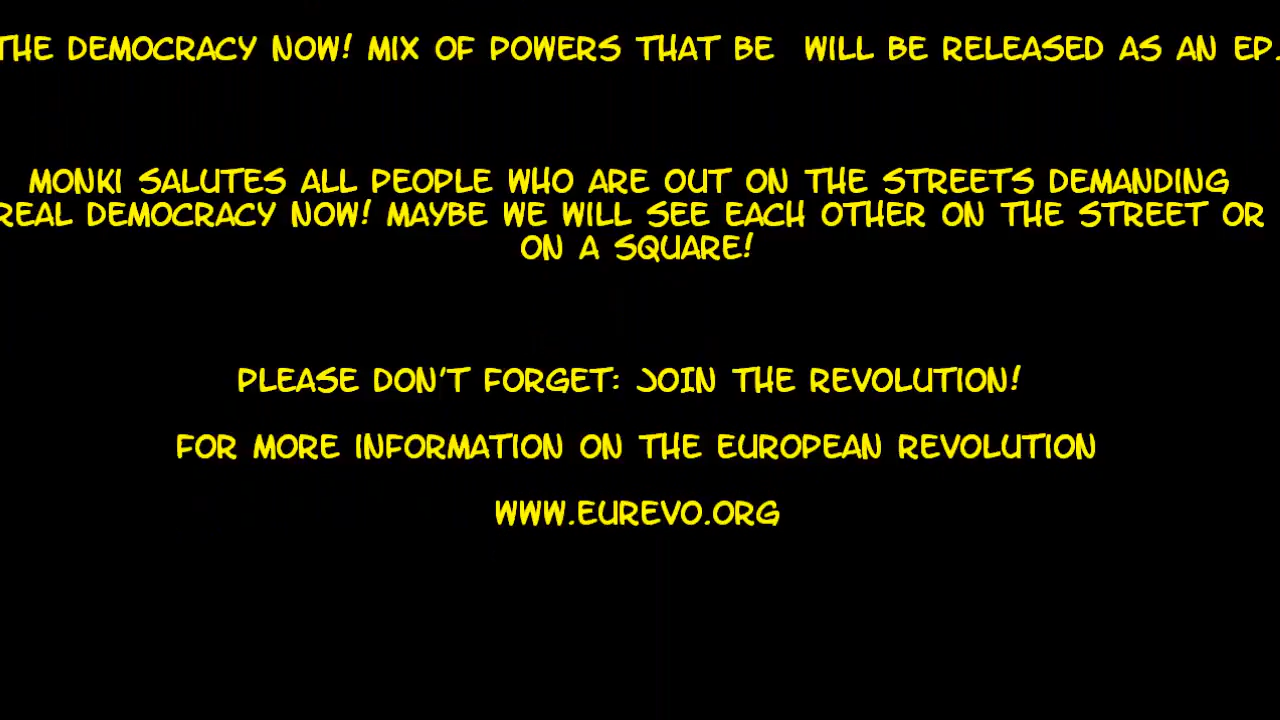 THE DEMOCRACY NOW! MIX OF POWERS THAT BE WILL BE RELEASED AS AN EP.
MONKI SALUTES ALL PEOPLE WHO ARE OUT ON THE STREETS DEMANDING
REAL DEMOCRACY NOW! MAYBE WE WILL SEE EACH OTHER ON THE STREET OR
ON A SQUARE!
PLEASE DON'T FORGET: JOIN THE REVOLUTION!
FOR MORE INFORMATION ON THE EUROPEAN REVOLUTION
WWW.EUREVO.ORG